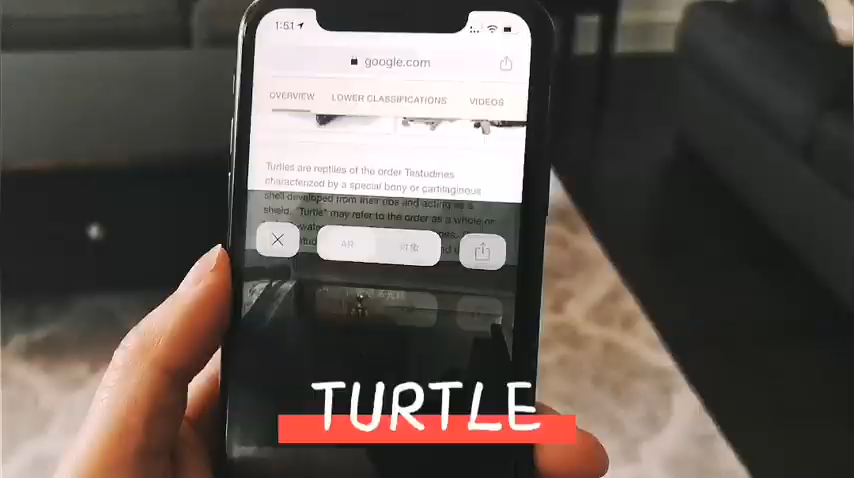 1:51
google.com
OVERVIEW LOWER CLASSIFICATIONS VIDEOS
Turtles are reptiles of the order Testudines
characterized by a special bony or cartilaginous
shell developed from their ribs and acting as a
shield. "Turtle" may refer to the order as a whole or
AR 对象
TURTLE